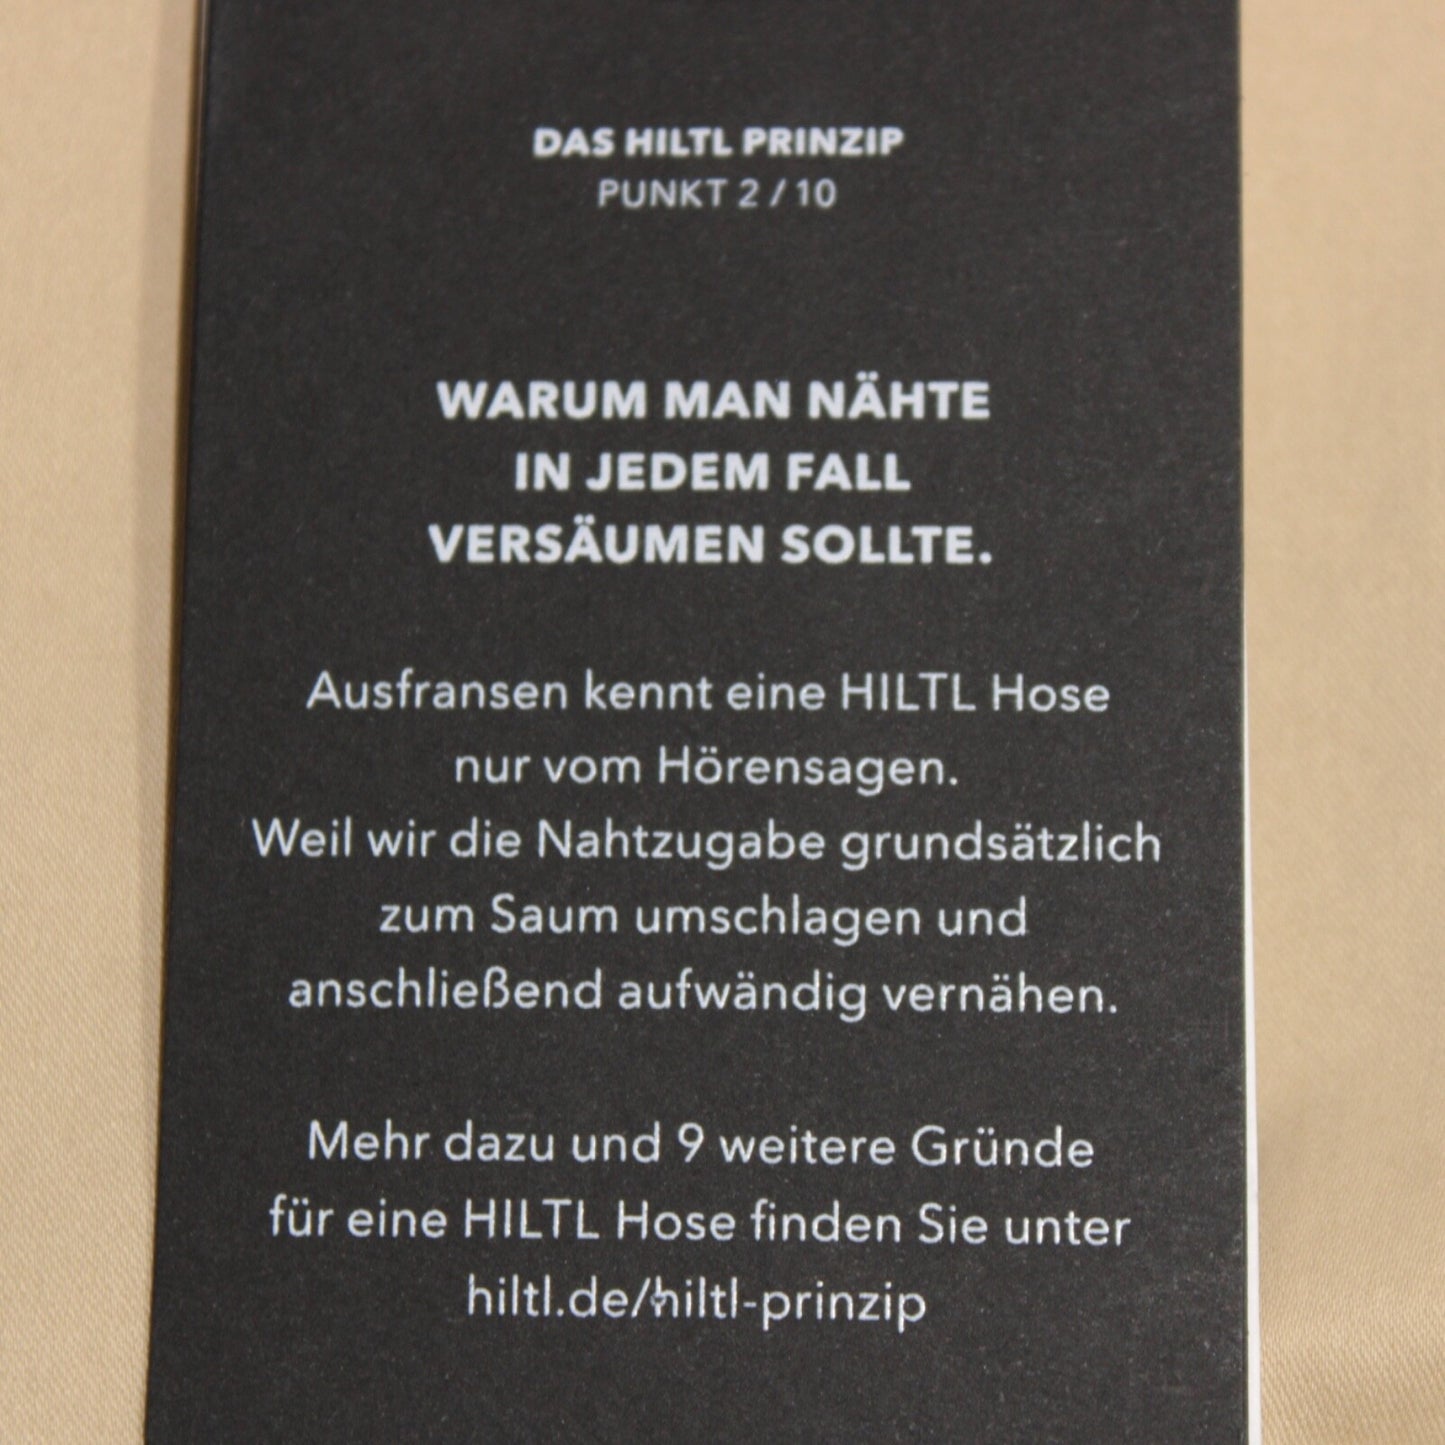 DAS HILTL PRINZIP
PUNKT 2 / 10
WARUM MAN NÄHTE
IN JEDEM FALL
VERSÄUMEN SOLLTE.
Ausfransen kennt eine HILTL Hose
nur vom Hörensagen.
Weil wir die Nahtzugabe grundsätzlich
zum Saum umschlagen und
anschließend aufwändig vernähen.
Mehr dazu und 9 weitere Gründe
für eine HILTL Hose finden Sie unter
hiltl.de/hiltl-prinzip